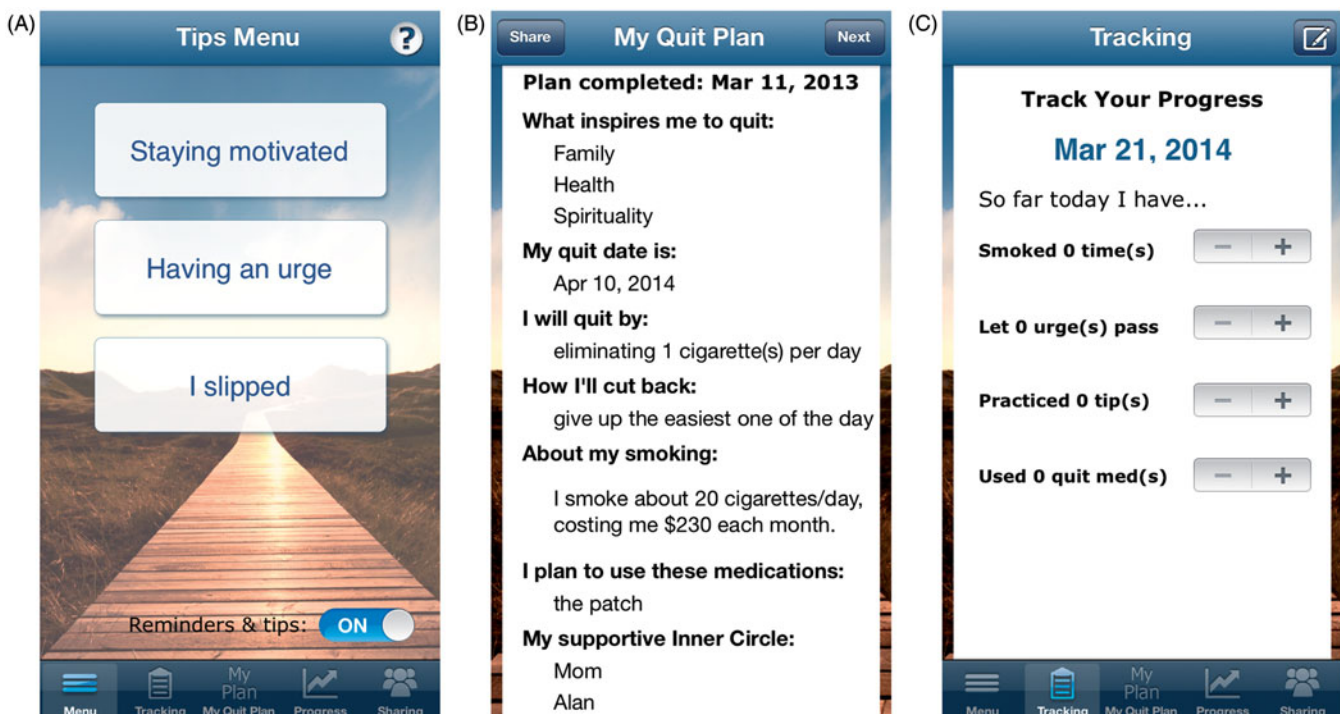 (A)
Tips Menu
?
Staying motivated
Having an urge
I slipped
Reminders & tips: ON
My
Plan
Menu Tracking My Quit Plan Progress Sharing
(B)
Share My Quit Plan Next
Plan completed: Mar 11, 2013
What inspires me to quit:
Family
Health
Spirituality
My quit date is:
Apr 10, 2014
I will quit by:
eliminating 1 cigarette(s) per day
How I'll cut back:
give up the easiest one of the day
About my smoking:
I smoke about 20 cigarettes/day,
costing me $230 each month.
I plan to use these medications:
the patch
My supportive Inner Circle:
Mom
Alan
(C)
Tracking
Track Your Progress
Mar 21, 2014
So far today I have...
Smoked 0 time(s) − +
Let 0 urge(s) pass − +
Practiced 0 tip(s) − +
Used 0 quit med(s) − +
My
Plan
Menu Tracking My Quit Plan Progress Sharing